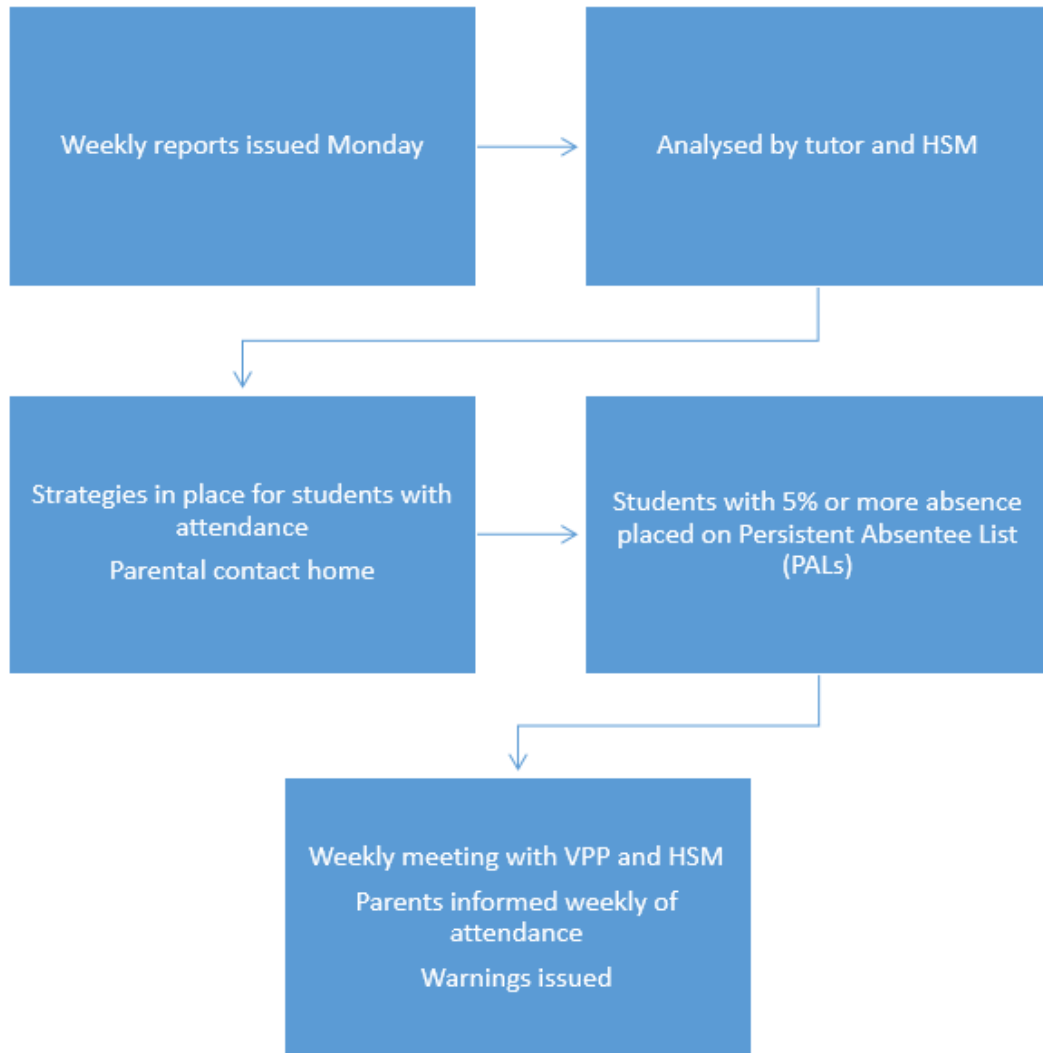 Weekly reports issued Monday
Analysed by tutor and HSM
Strategies in place for students with
attendance
Parental contact home
Students with 5% or more absence
placed on Persistent Absentee List
(PALs)
Weekly meeting with VPP and HSM
Parents informed weekly of
attendance
Warnings issued